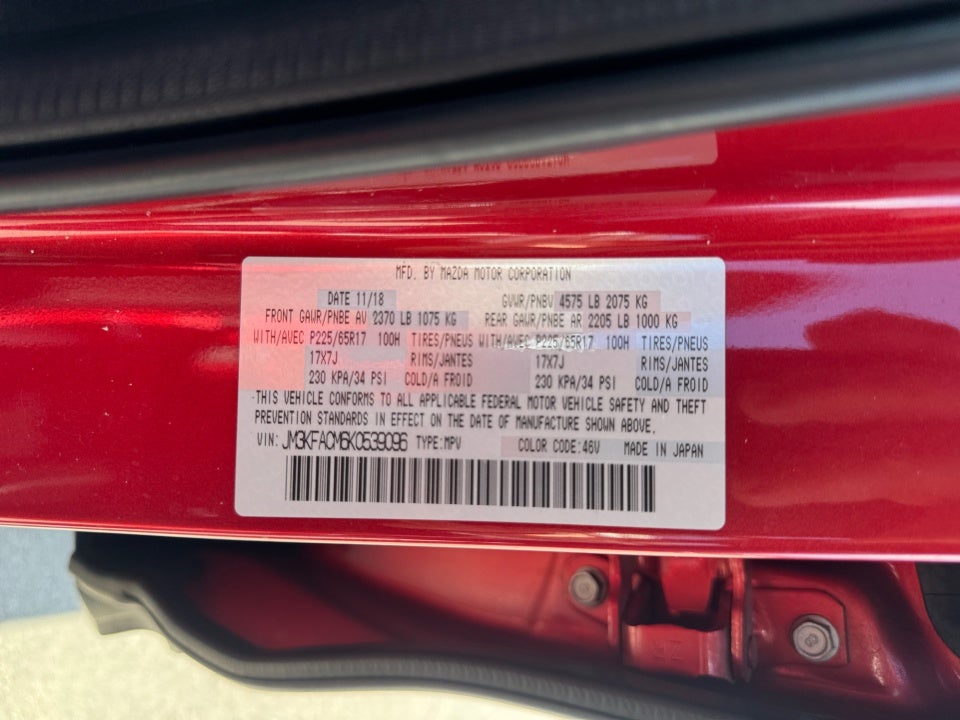 MFD. BY MAZDA MOTOR CORPORATION
DATE 11/18 GVWR/PNBV 4575 LB 2075 KG
FRONT GAWR/PNBE AV 2370 LB 1075 KG REAR GAWR/PNBE AR 2205 LB 1000 KG
WITH/AVEC P225/65R17 100H TIRES/PNEUS WITH/AVEC P225/65R17 100H TIRES/PNEUS
17X7J RIMS/JANTES 17X7J RIMS/JANTES
230 KPA/34 PSI COLD/A FROID 230 KPA/34 PSI COLD/A FROID
THIS VEHICLE CONFORMS TO ALL APPLICABLE FEDERAL MOTOR VEHICLE SAFETY AND THEFT
PREVENTION STANDARDS IN EFFECT ON THE DATE OF MANUFACTURE SHOWN ABOVE.
VIN: JM3KFACM6K0539096 TYPE:MPV COLOR CODE:46V MADE IN JAPAN